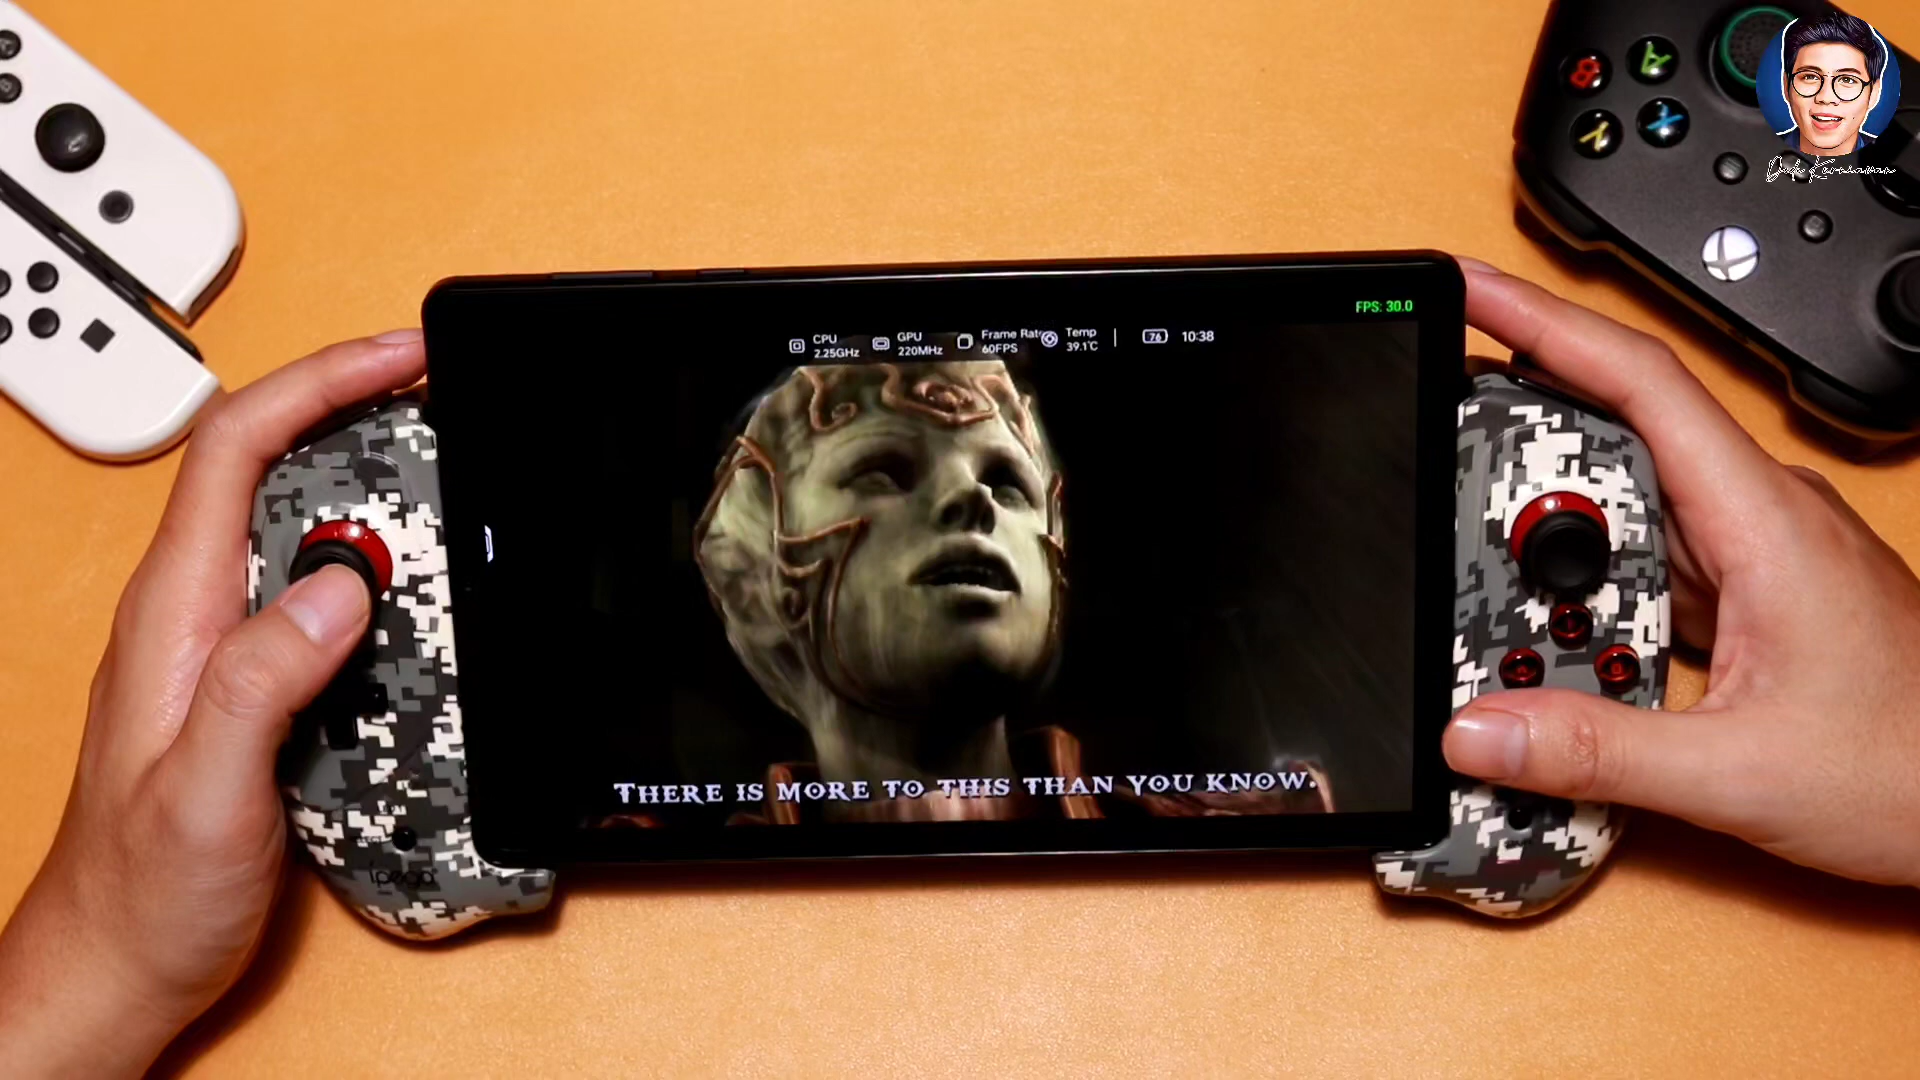 FPS: 30.0
CPU
2.25GHz
GPU
220MHz
Frame Rate
60FPS
Temp
39.1℃
76
10:38
THERE IS MORE TO THIS THAN YOU KNOW.
ipega
B
A
Y
X